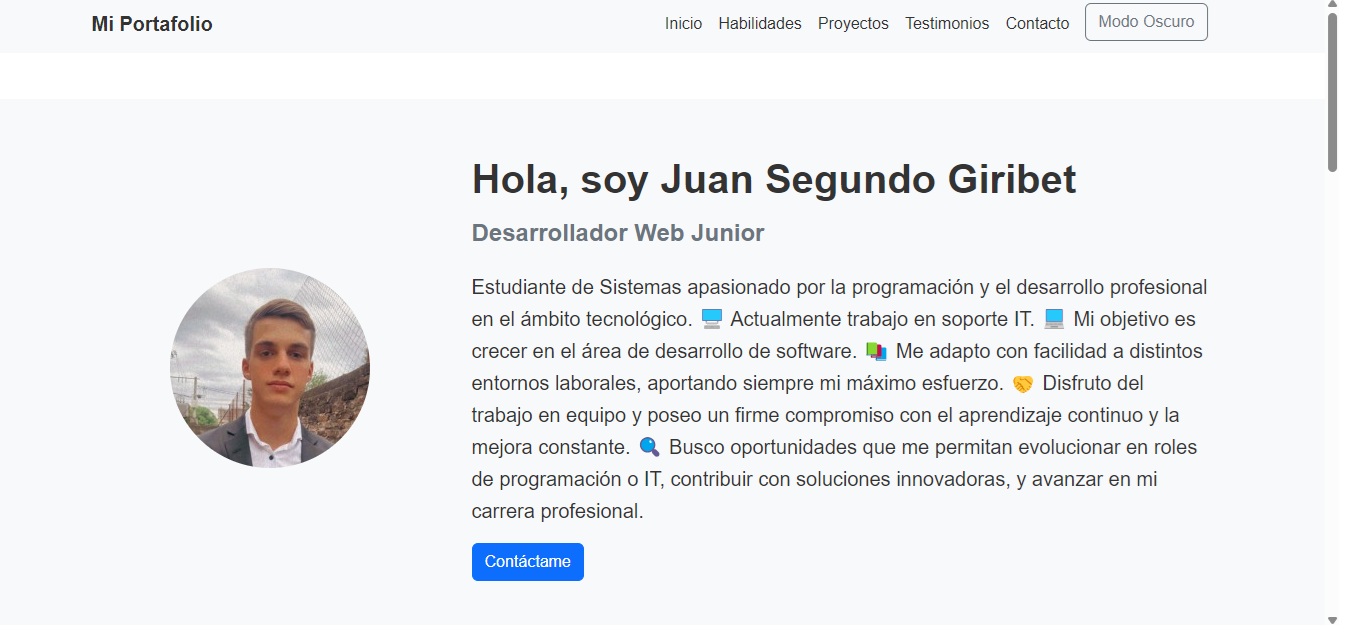 Mi Portafolio
Inicio Habilidades Proyectos Testimonios Contacto Modo Oscuro
Hola, soy Juan Segundo Giribet
Desarrollador Web Junior
Estudiante de Sistemas apasionado por la programación y el desarrollo profesional
en el ámbito tecnológico. 🖥️ Actualmente trabajo en soporte IT. 💻 Mi objetivo es
crecer en el área de desarrollo de software. 📚 Me adapto con facilidad a distintos
entornos laborales, aportando siempre mi máximo esfuerzo. 🤝 Disfruto del
trabajo en equipo y poseo un firme compromiso con el aprendizaje continuo y la
mejora constante. 🔍 Busco oportunidades que me permitan evolucionar en roles
de programación o IT, contribuir con soluciones innovadoras, y avanzar en mi
carrera profesional.
Contáctame